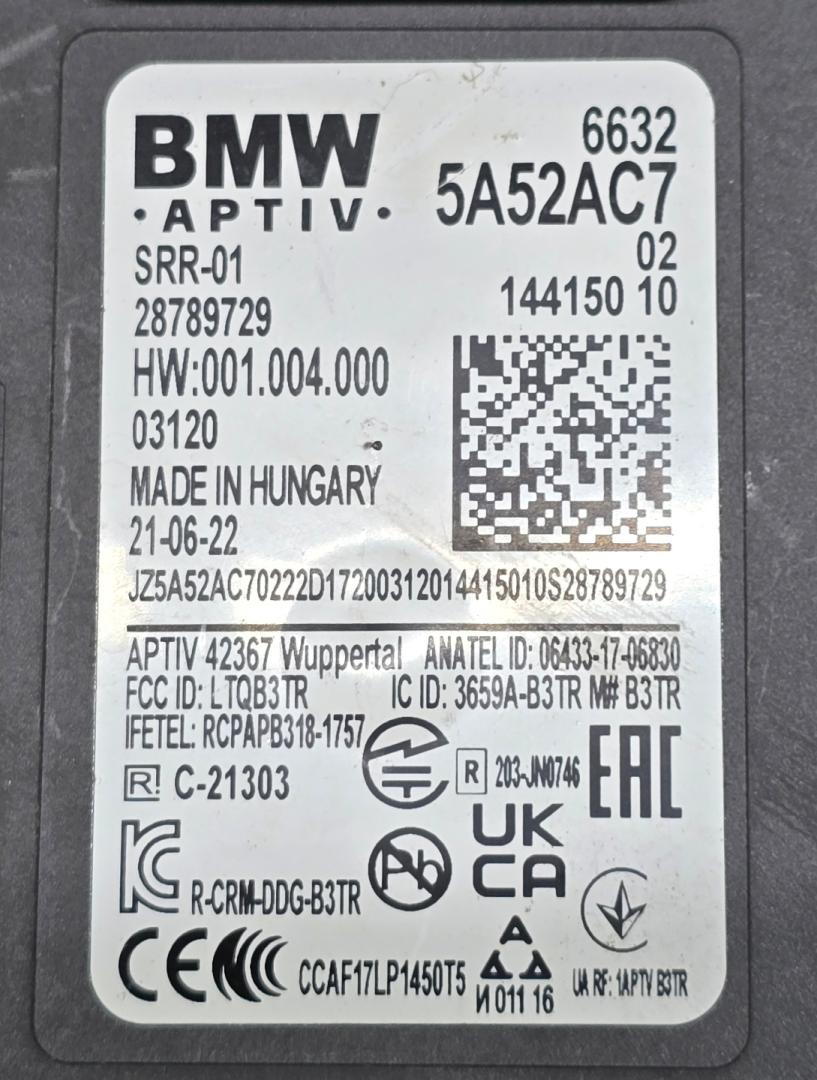 BMW
·APTIV·
6632
5A52AC7
02
144150 10
SRR-01
28789729
HW:001.004.000
03120
MADE IN HUNGARY
21-06-22
JZ5A52AC70222D17200312014415010S28789729
APTIV 42367 Wuppertal ANATEL ID: 06433-17-06830
FCC ID: LTQB3TR IC ID: 3659A-B3TR M# B3TR
IFETEL: RCPAPB318-1757
R! C-21303
R 203-JN0746
EAC
UK
CA
KC R-CRM-DDG-B3TR
Pb
CE CCC CCAF17LP1450T5
A
И 011 16
UA RF: 1APTV B3TR